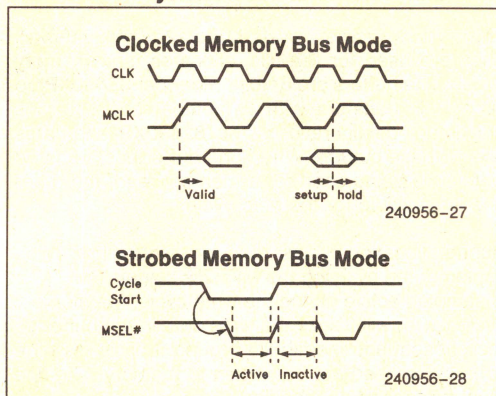 Clocked Memory Bus Mode
CLK
MCLK
Valid
setup hold
240956–27
Strobed Memory Bus Mode
Cycle
Start
MSEL#
Active Inactive
240956–28